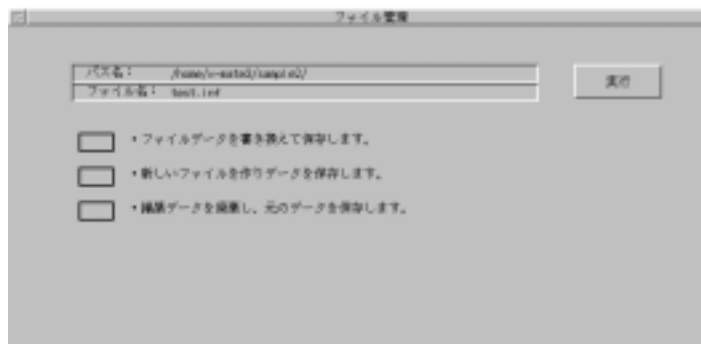 ファイル管理
パス名: /home/x-mate2/sample2/
ファイル名: test.inf
実行
・ファイルデータを書き換えて保存します。
・新しいファイルを作りデータを保存します。
・編集データを破棄し、元のデータを保存します。